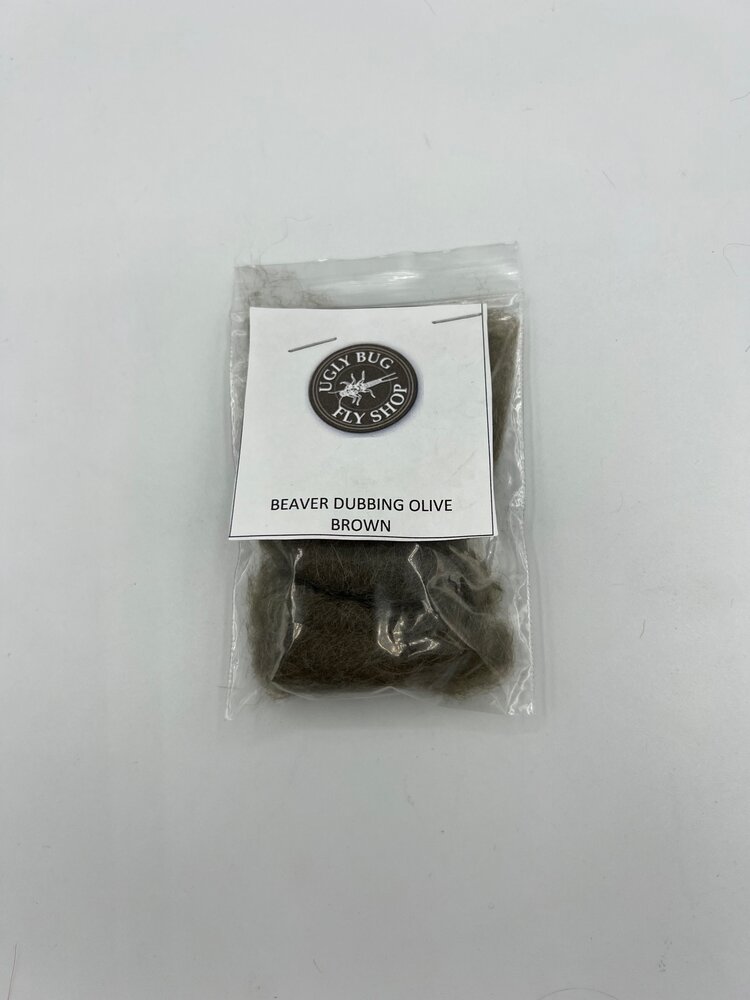 UGLY BUG
FLY SHOP
BEAVER DUBBING OLIVE
BROWN